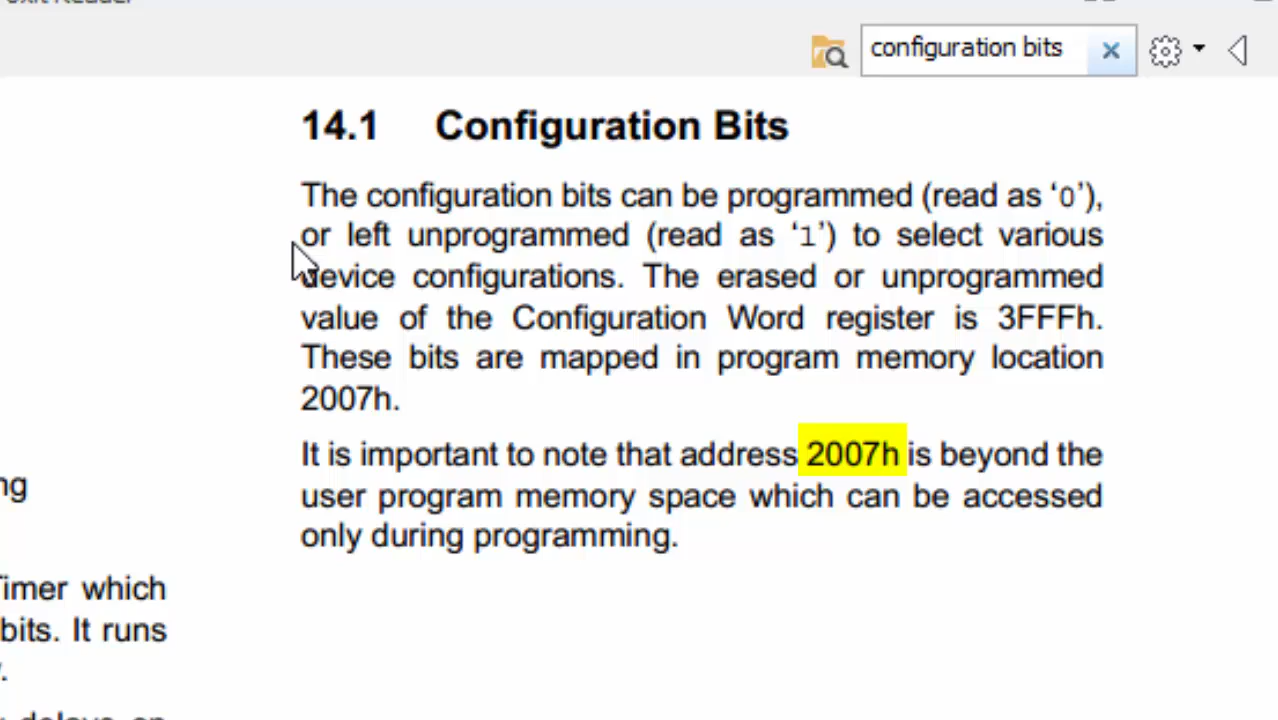 configuration bits
14.1 Configuration Bits
The configuration bits can be programmed (read as ‘0’),
or left unprogrammed (read as ‘1’) to select various
device configurations. The erased or unprogrammed
value of the Configuration Word register is 3FFFh.
These bits are mapped in program memory location
2007h.
It is important to note that address 2007h is beyond the
user program memory space which can be accessed
only during programming.
ng
Timer which
bits. It runs